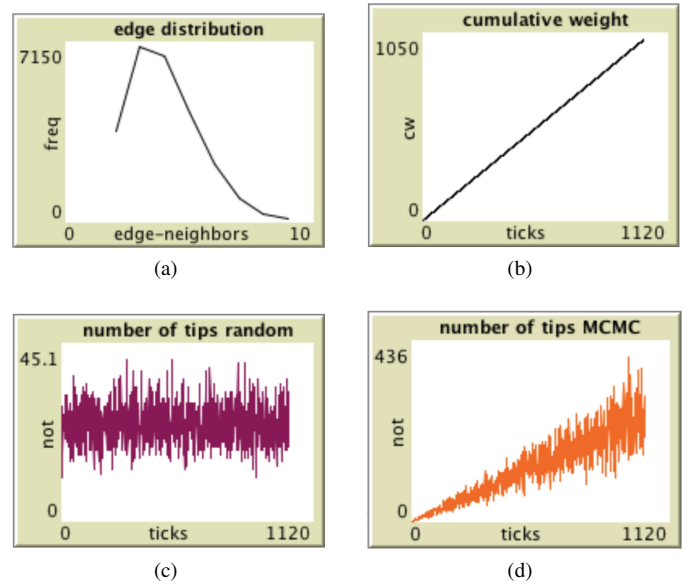 edge distribution
7150
freq
0
0 edge-neighbors 10
(a)
cumulative weight
1050
cw
0
0 ticks 1120
(b)
number of tips random
45.1
not
0
0 ticks 1120
(c)
number of tips MCMC
436
not
0
0 ticks 1120
(d)